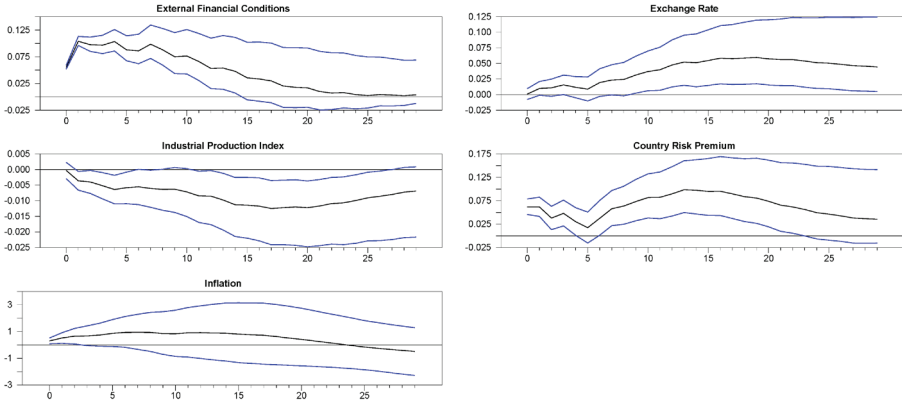 External Financial Conditions
0.125
0.075
0.025
-0.025
0 5 10 15 20 25
Exchange Rate
0.125
0.100
0.075
0.050
0.025
0.000
-0.025
0 5 10 15 20 25
Industrial Production Index
0.005
0.000
-0.005
-0.010
-0.015
-0.020
-0.025
0 5 10 15 20 25
Country Risk Premium
0.175
0.125
0.075
0.025
-0.025
0 5 10 15 20 25
Inflation
3
1
-1
-3
0 5 10 15 20 25